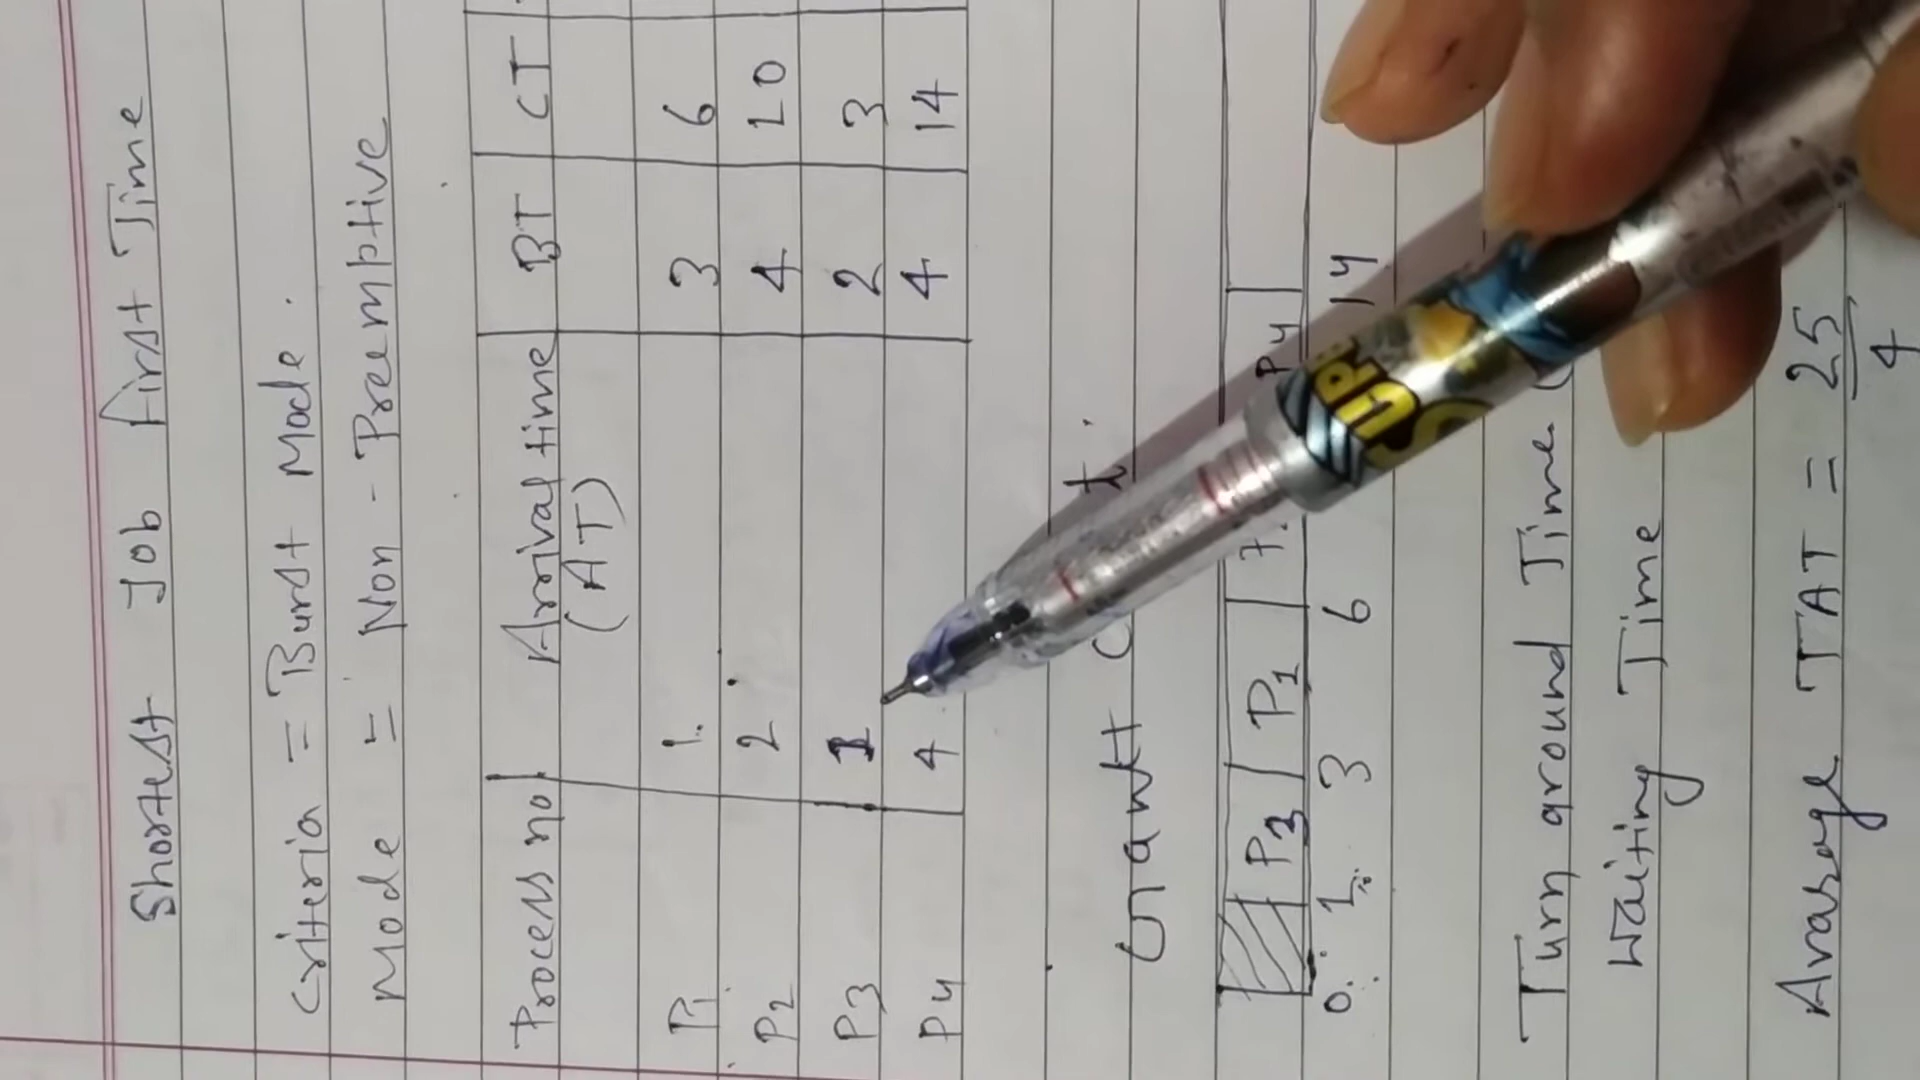 Shortest Job first Time
Criteria = Burst Mode.
Mode = Non-Preemptive
Process no Arrival time BT CT
(AT)
P1 1 3 6
P2 2 4 10
P3 1 2 3
P4 4 4 14
Gantt
P3 P1 P4
0 1 3 6 14
Turn around Time
Waiting Time
Avarage TAT = 25
4
Sup